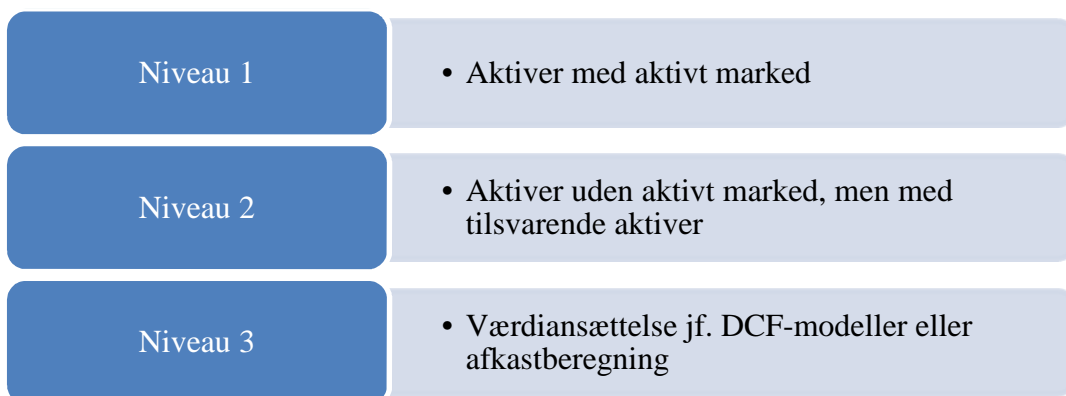 Niveau 1
• Aktiver med aktivt marked
Niveau 2
• Aktiver uden aktivt marked, men med
tilsvarende aktiver
Niveau 3
• Værdiansættelse jf. DCF-modeller eller
afkastberegning